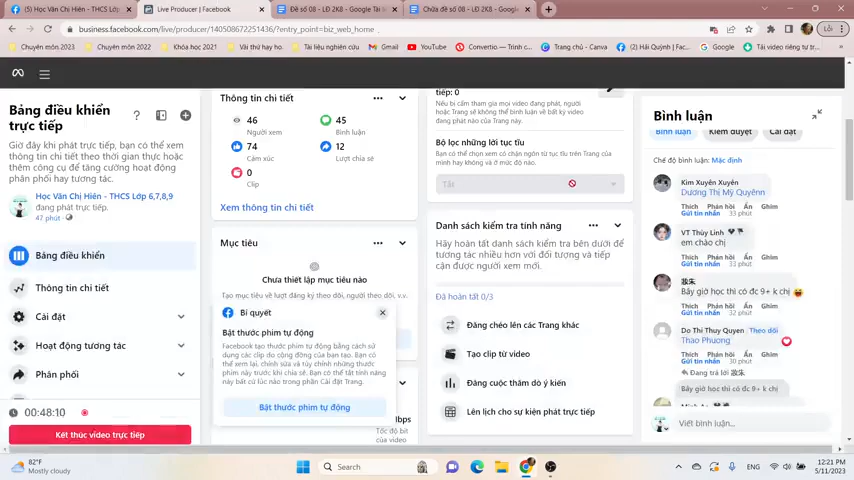 (5) Học Văn Chị Hiên - THCS Lớp
Live Producer | Facebook
Đề số 08 - LĐ 2K8 - Google Tài l
Chữa đề số 08 - LĐ 2K8 - Google
business.facebook.com/live/producer/1405086722514​36/?entry_point=biz_web_home
Lỗi
Chuyên môn 2023
Chuyên môn 2022
Khóa học 2021
Vãi thứ hay ho
Tài liệu nghiên cứu
Gmail
YouTube
Convertio — Trình c...
Trang chủ - Canva
(3) Hải Quỳnh | Fac...
Google
Tải video riêng tư tr...
Bảng điều khiển
trực tiếp
Giờ đây khi phát trực tiếp, bạn có thể xem
thông tin chi tiết theo thời gian thực hoặc
thêm công cụ để tăng cường hoạt động
phân phối hay tương tác.
Học Văn Chị Hiên - THCS Lớp 6,7,8,9
đang phát trực tiếp.
47 phút ·
Bảng điều khiển
Thông tin chi tiết
Cài đặt
Hoạt động tương tác
Phân phối
00:48:10
Kết thúc video trực tiếp
Thông tin chi tiết
46
Người xem
45
Bình luận
74
Cảm xúc
12
Lượt chia sẻ
0
Clip
Xem thông tin chi tiết
Mục tiêu
Chưa thiết lập mục tiêu nào
Tạo mục tiêu về lượt đăng ký theo dõi, người theo dõi, v.v.
Bí quyết
Bật thước phim tự động
Facebook tạo thước phim tự động bằng cách sử
dụng các clip do cộng đồng của bạn tạo. Bạn có
thể xem lại, chỉnh sửa và tùy chỉnh những thước
phim này trước khi chia sẻ. Bạn có thể tắt tính năng
này bất cứ lúc nào trong phần Cài đặt Trang.
Bật thước phim tự động
bps
Tốc độ bit
của video
tiếp: 0
Nếu bị cấm tham gia mọi video đang phát, người
hoặc Trang sẽ không thể bình luận về bất kỳ video
đang phát nào của Trang này.
Bộ lọc những lời tục tĩu
Bạn có thể chọn xem có chặn ngôn từ tục tĩu trên Trang của
mình hay không và ở mức độ nào.
Tắt
Danh sách kiểm tra tính năng
Hãy hoàn tất danh sách kiểm tra bên dưới để
tương tác nhiều hơn với đối tượng và tiếp
cận được người xem mới.
Đã hoàn tất 0/3
Đăng chéo lên các Trang khác
Tạo clip từ video
Đăng cuộc thăm dò ý kiến
Lên lịch cho sự kiện phát trực tiếp
Bình luận
Bình luận
Kiểm duyệt
Cài đặt
Chế độ bình luận: Mặc định
Kim Xuyên Xuyên
Dương Thị Mỹ Quyênn
Thích Phản hồi Ẩn Ghim
Gửi tin nhắn 33 phút
VT Thùy Linh
em chào chị
Thích Phản hồi Ẩn Ghim
Gửi tin nhắn 33 phút
Bây giờ học thì có đc 9+ k chị
Thích Phản hồi Ẩn Ghim
Gửi tin nhắn 32 phút
Do Thi Thuy Quyen Theo dõi
Thao Phuong
Thích Phản hồi Ẩn Ghim
Gửi tin nhắn 30 phút
Đang trả lời
Bây giờ học thì có đc 9+ k chị
Viết bình luận...
82°F
Mostly cloudy
Search
ENG
12:21 PM
5/11/2023